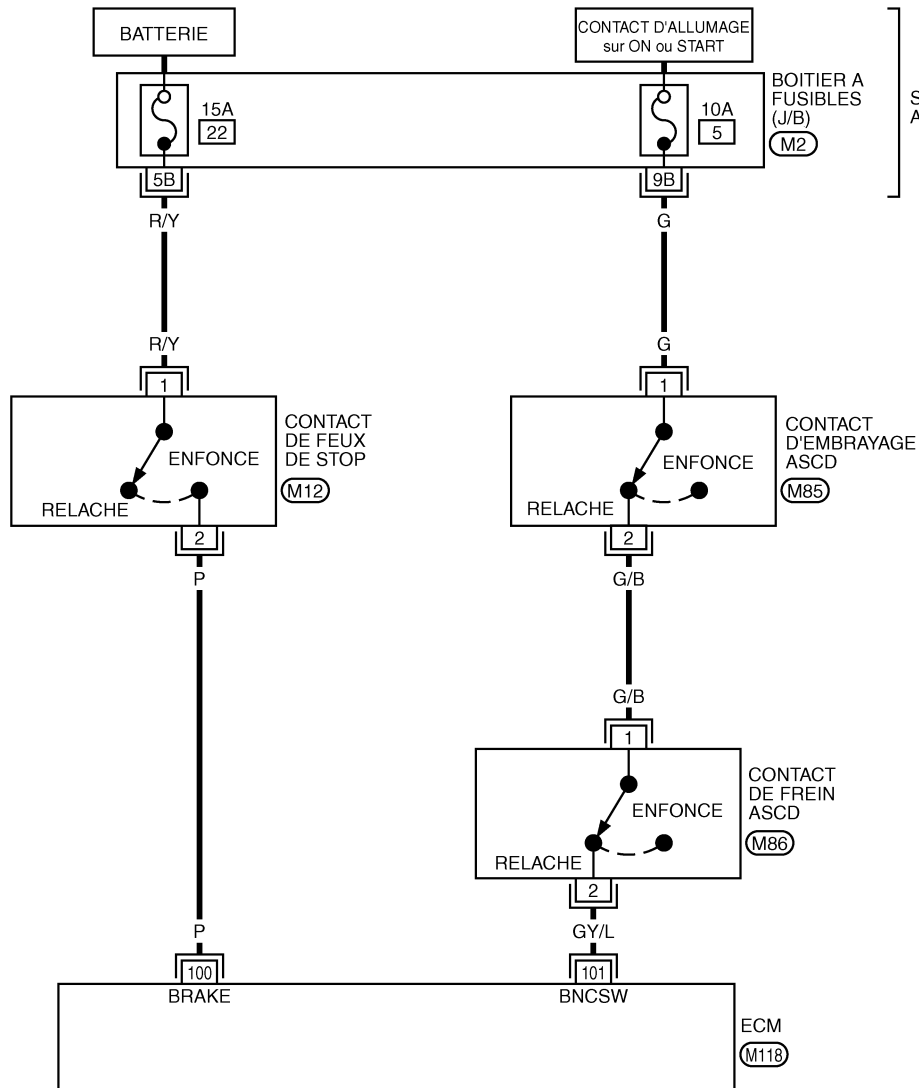 BATTERIE
CONTACT D'ALLUMAGE
sur ON ou START
15A
22
10A
5
BOITIER A
FUSIBLES
(J/B)
M2
S
A
5B
9B
R/Y
G
R/Y
G
1
1
CONTACT
DE FEUX
DE STOP
M12
ENFONCE
RELACHE
CONTACT
D'EMBRAYAGE
ASCD
M85
ENFONCE
RELACHE
2
2
P
G/B
G/B
1
CONTACT
DE FREIN
ASCD
M86
ENFONCE
RELACHE
2
P
GY/L
100
101
BRAKE
BNCSW
ECM
M118